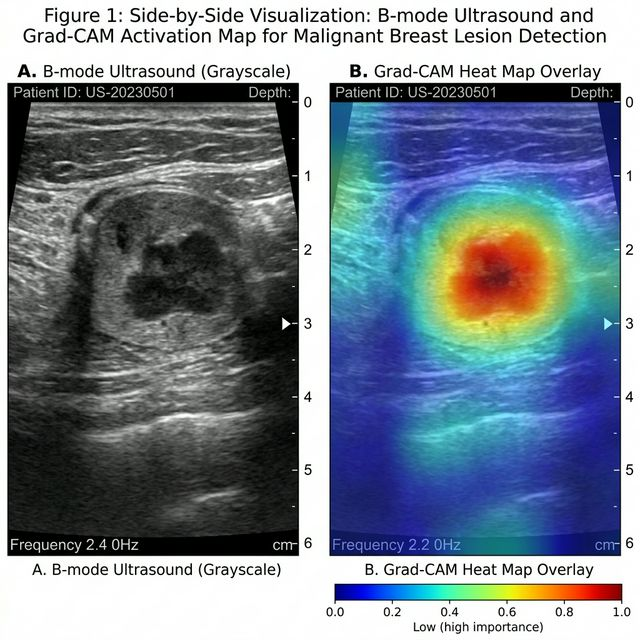 Figure 1: Side-by-Side Visualization: B-mode Ultrasound and
Grad-CAM Activation Map for Malignant Breast Lesion Detection
A. B-mode Ultrasound (Grayscale)
Patient ID: US-20230501 Depth:
0
1
2
3
4
5
6
Frequency 2.4 0Hz cm
A. B-mode Ultrasound (Grayscale)
B. Grad-CAM Heat Map Overlay
Patient ID: US-20230501 Depth:
0
1
2
3
4
5
6
Frequency 2.2 0Hz cm
B. Grad-CAM Heat Map Overlay
0.0 0.2 0.4 0.6 0.8 1.0
Low (high importance)